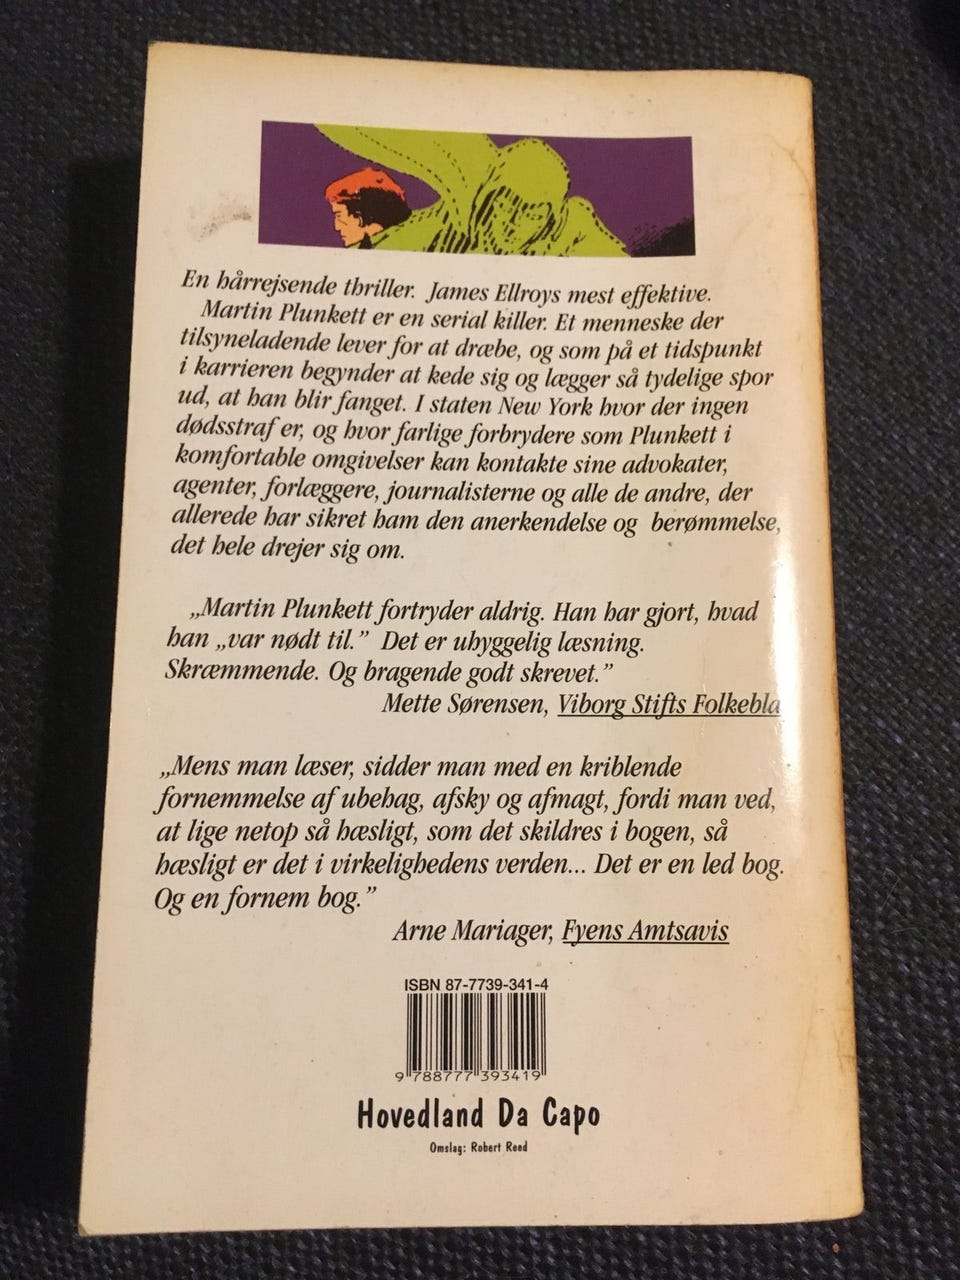 En hårrejsende thriller. James Ellroys mest effektive.
Martin Plunkett er en serial killer. Et menneske der
tilsyneladende lever for at dræbe, og som på et tidspunkt
i karrieren begynder at kede sig og lægger så tydelige spor
ud, at han blir fanget. I staten New York hvor der ingen
dødsstraf er, og hvor farlige forbrydere som Plunkett i
komfortable omgivelser kan kontakte sine advokater,
agenter, forlæggere, journalisterne og alle de andre, der
allerede har sikret ham den anerkendelse og berømmelse,
det hele drejer sig om.
„Martin Plunkett fortryder aldrig. Han har gjort, hvad
han „var nødt til.” Det er uhyggelig læsning.
Skræmmende. Og bragende godt skrevet.”
Mette Sørensen, Viborg Stifts Folkebla
„Mens man læser, sidder man med en kriblende
fornemmelse af ubehag, afsky og afmagt, fordi man ved,
at lige netop så hæsligt, som det skildres i bogen, så
hæsligt er det i virkelighedens verden... Det er en led bog.
Og en fornem bog.”
Arne Mariager, Fyens Amtsavis
ISBN 87-7739-341-4
9 788777 393419
Hovedland Da Capo
Omslag: Robert Reed